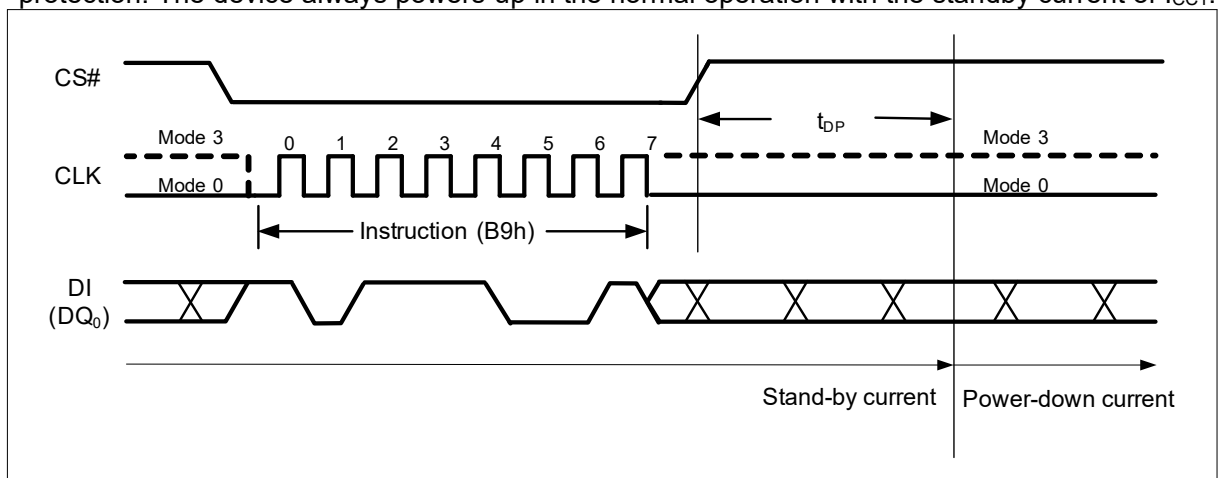 protection. The device always powers up in the normal operation with the standby current of ICC1.
CS#
tDP
Mode 3
0 1 2 3 4 5 6 7
Mode 3
CLK
Mode 0
Mode 0
Instruction (B9h)
DI
(DQ0)
Stand-by current
Power-down current